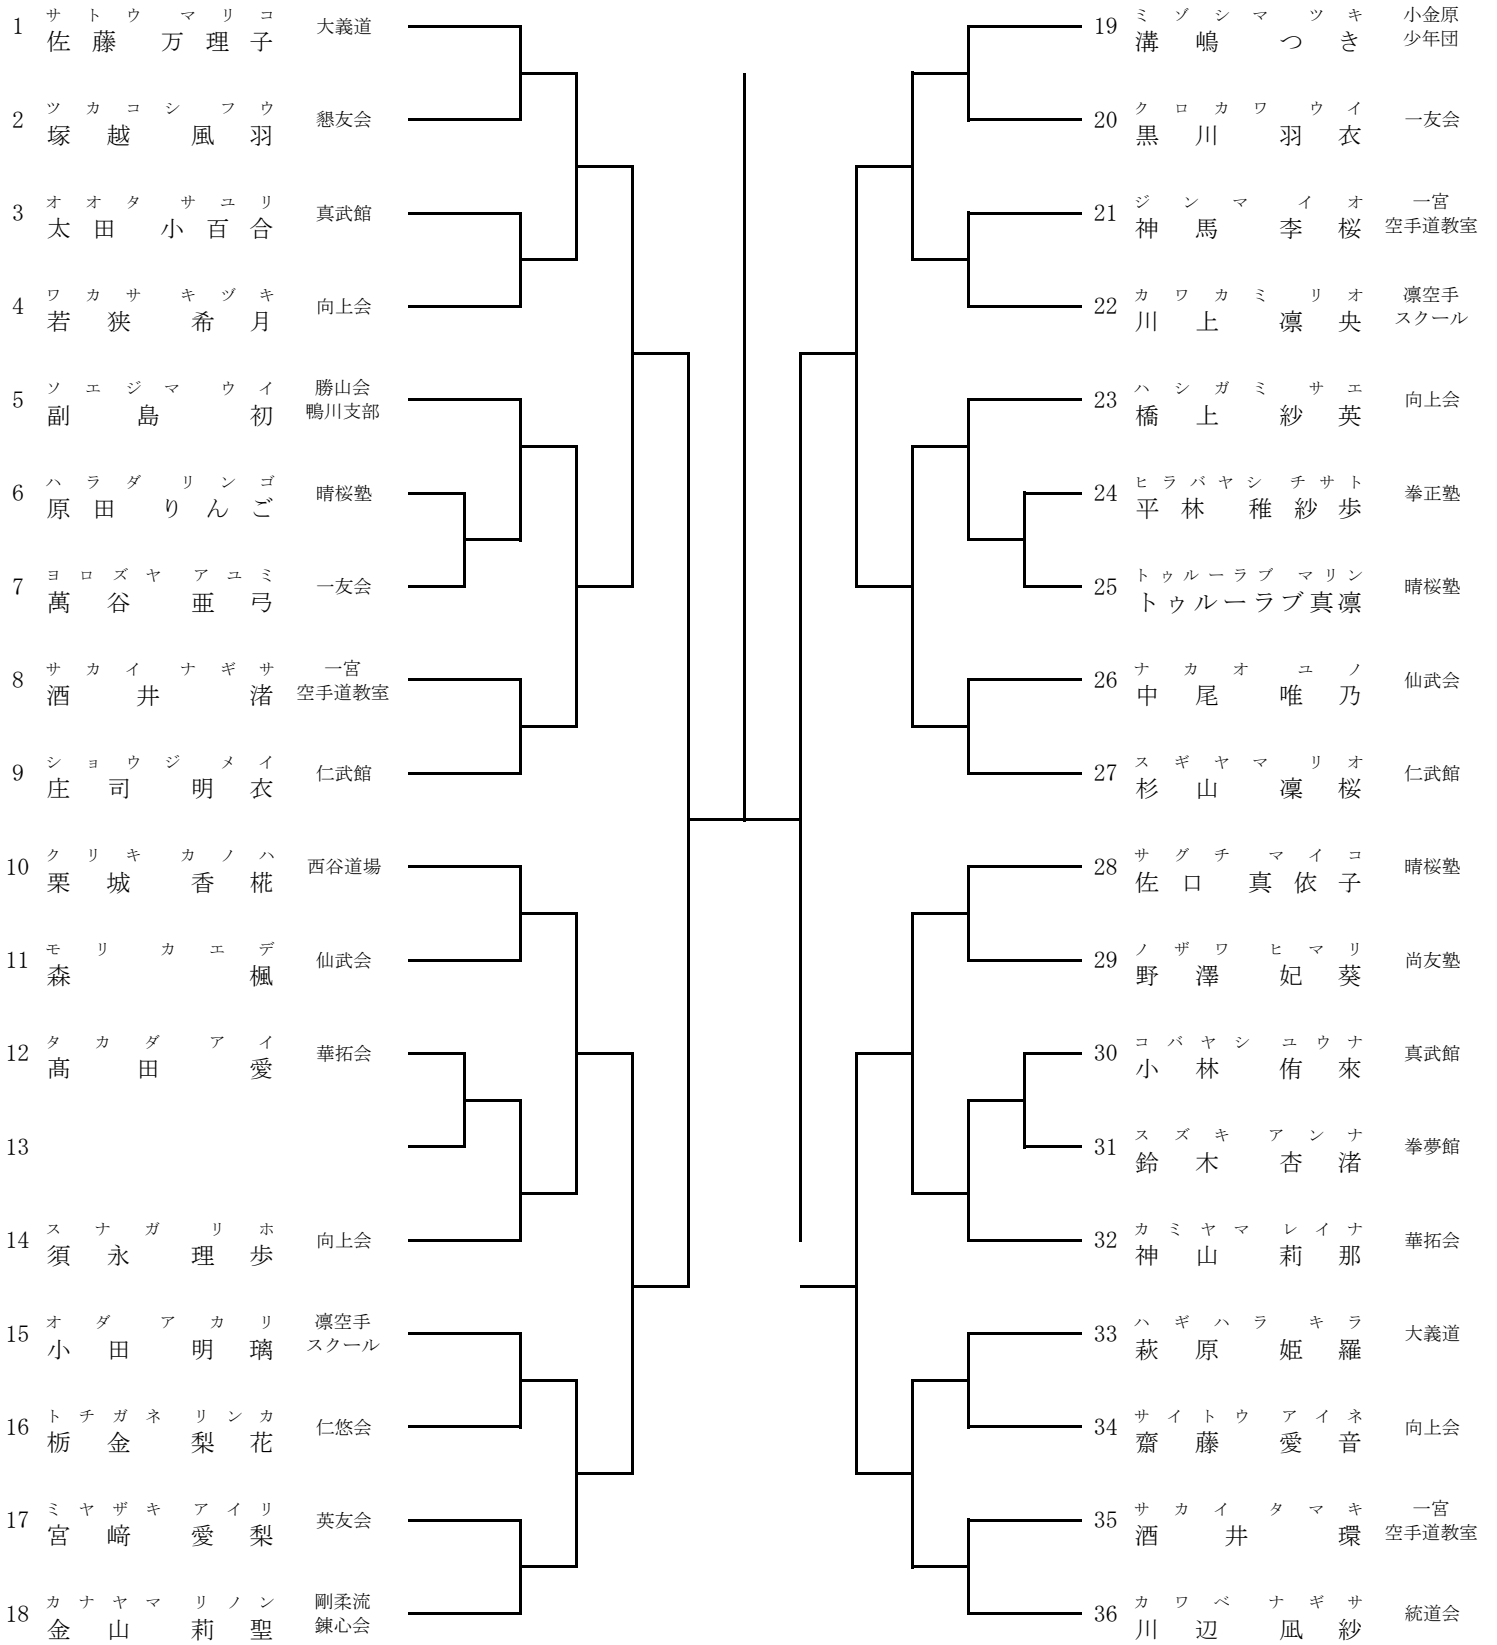 サトウ マリコ
1 佐藤 万理子 大義道
ツカコシ フウ
2 塚越 風羽 懇友会
オオタ サユリ
3 太田 小百合 真武館
ワカサ キヅキ
4 若狭 希月 向上会
ソエジマ ウイ
5 副島 初 勝山会
鴨川支部
ハラダ リンゴ
6 原田 りんご 晴桜塾
ヨロズヤ アユミ
7 萬谷 亜弓 一友会
サカイ ナギサ
8 酒井 渚 一宮
空手道教室
ショウジ メイ
9 庄司 明衣 仁武館
クリキ カノハ
10 栗城 香椛 西谷道場
モリ カエデ
11 森 楓 仙武会
タカダ アイ
12 髙田 愛 華拓会
13
スナガ リホ
14 須永 理歩 向上会
オダ アカリ
15 小田 明璃 凛空手
スクール
トチガネ リンカ
16 栃金 梨花 仁悠会
ミヤザキ アイリ
17 宮﨑 愛梨 英友会
カナヤマ リノン
18 金山 莉聖 剛柔流
錬心会
ミゾシマ ツキ
19 溝嶋 つき 小金原
少年団
クロカワ ウイ
20 黒川 羽衣 一友会
ジンマ イオ
21 神馬 李桜 一宮
空手道教室
カワカミ リオ
22 川上 凛央 凛空手
スクール
ハシガミ サエ
23 橋上 紗英 向上会
ヒラバヤシ チサト
24 平林 稚紗歩 拳正塾
トゥルーラブ マリン
25 トゥルーラブ真凛 晴桜塾
ナカオ ユノ
26 中尾 唯乃 仙武会
スギヤマ リオ
27 杉山 凜桜 仁武館
サグチ マイコ
28 佐口 真依子 晴桜塾
ノザワ ヒマリ
29 野澤 妃葵 尚友塾
コバヤシ ユウナ
30 小林 侑來 真武館
スズキ アンナ
31 鈴木 杏渚 拳夢館
カミヤマ レイナ
32 神山 莉那 華拓会
ハギハラ キラ
33 萩原 姫羅 大義道
サイトウ アイネ
34 齋藤 愛音 向上会
サカイ タマキ
35 酒井 環 一宮
空手道教室
カワベ ナギサ
36 川辺 凪紗 統道会